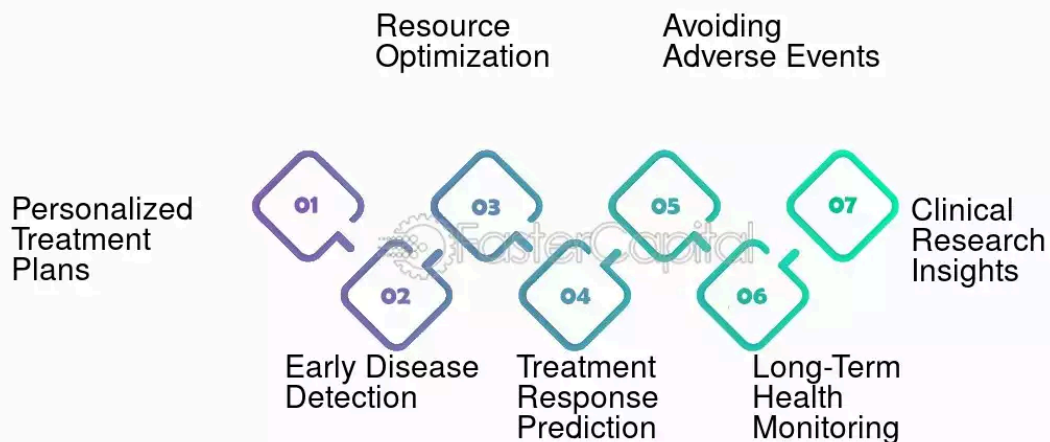 Resource
Optimization
Avoiding
Adverse Events
Personalized
Treatment
Plans
01
03
05
07
FasterCapital
Clinical
Research
Insights
02
04
06
Early Disease
Detection
Treatment
Response
Prediction
Long-Term
Health
Monitoring